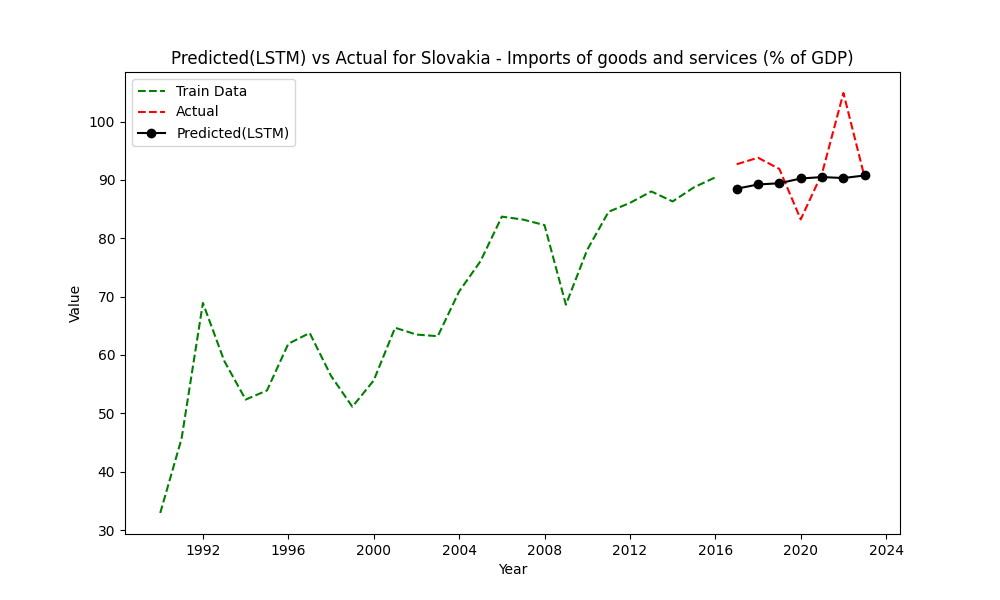 Predicted(LSTM) vs Actual for Slovakia - Imports of goods and services (% of GDP)
Train Data
Actual
Predicted(LSTM)
100
90
80
70
60
50
40
30
Value
1992 1996 2000 2004 2008 2012 2016 2020 2024
Year